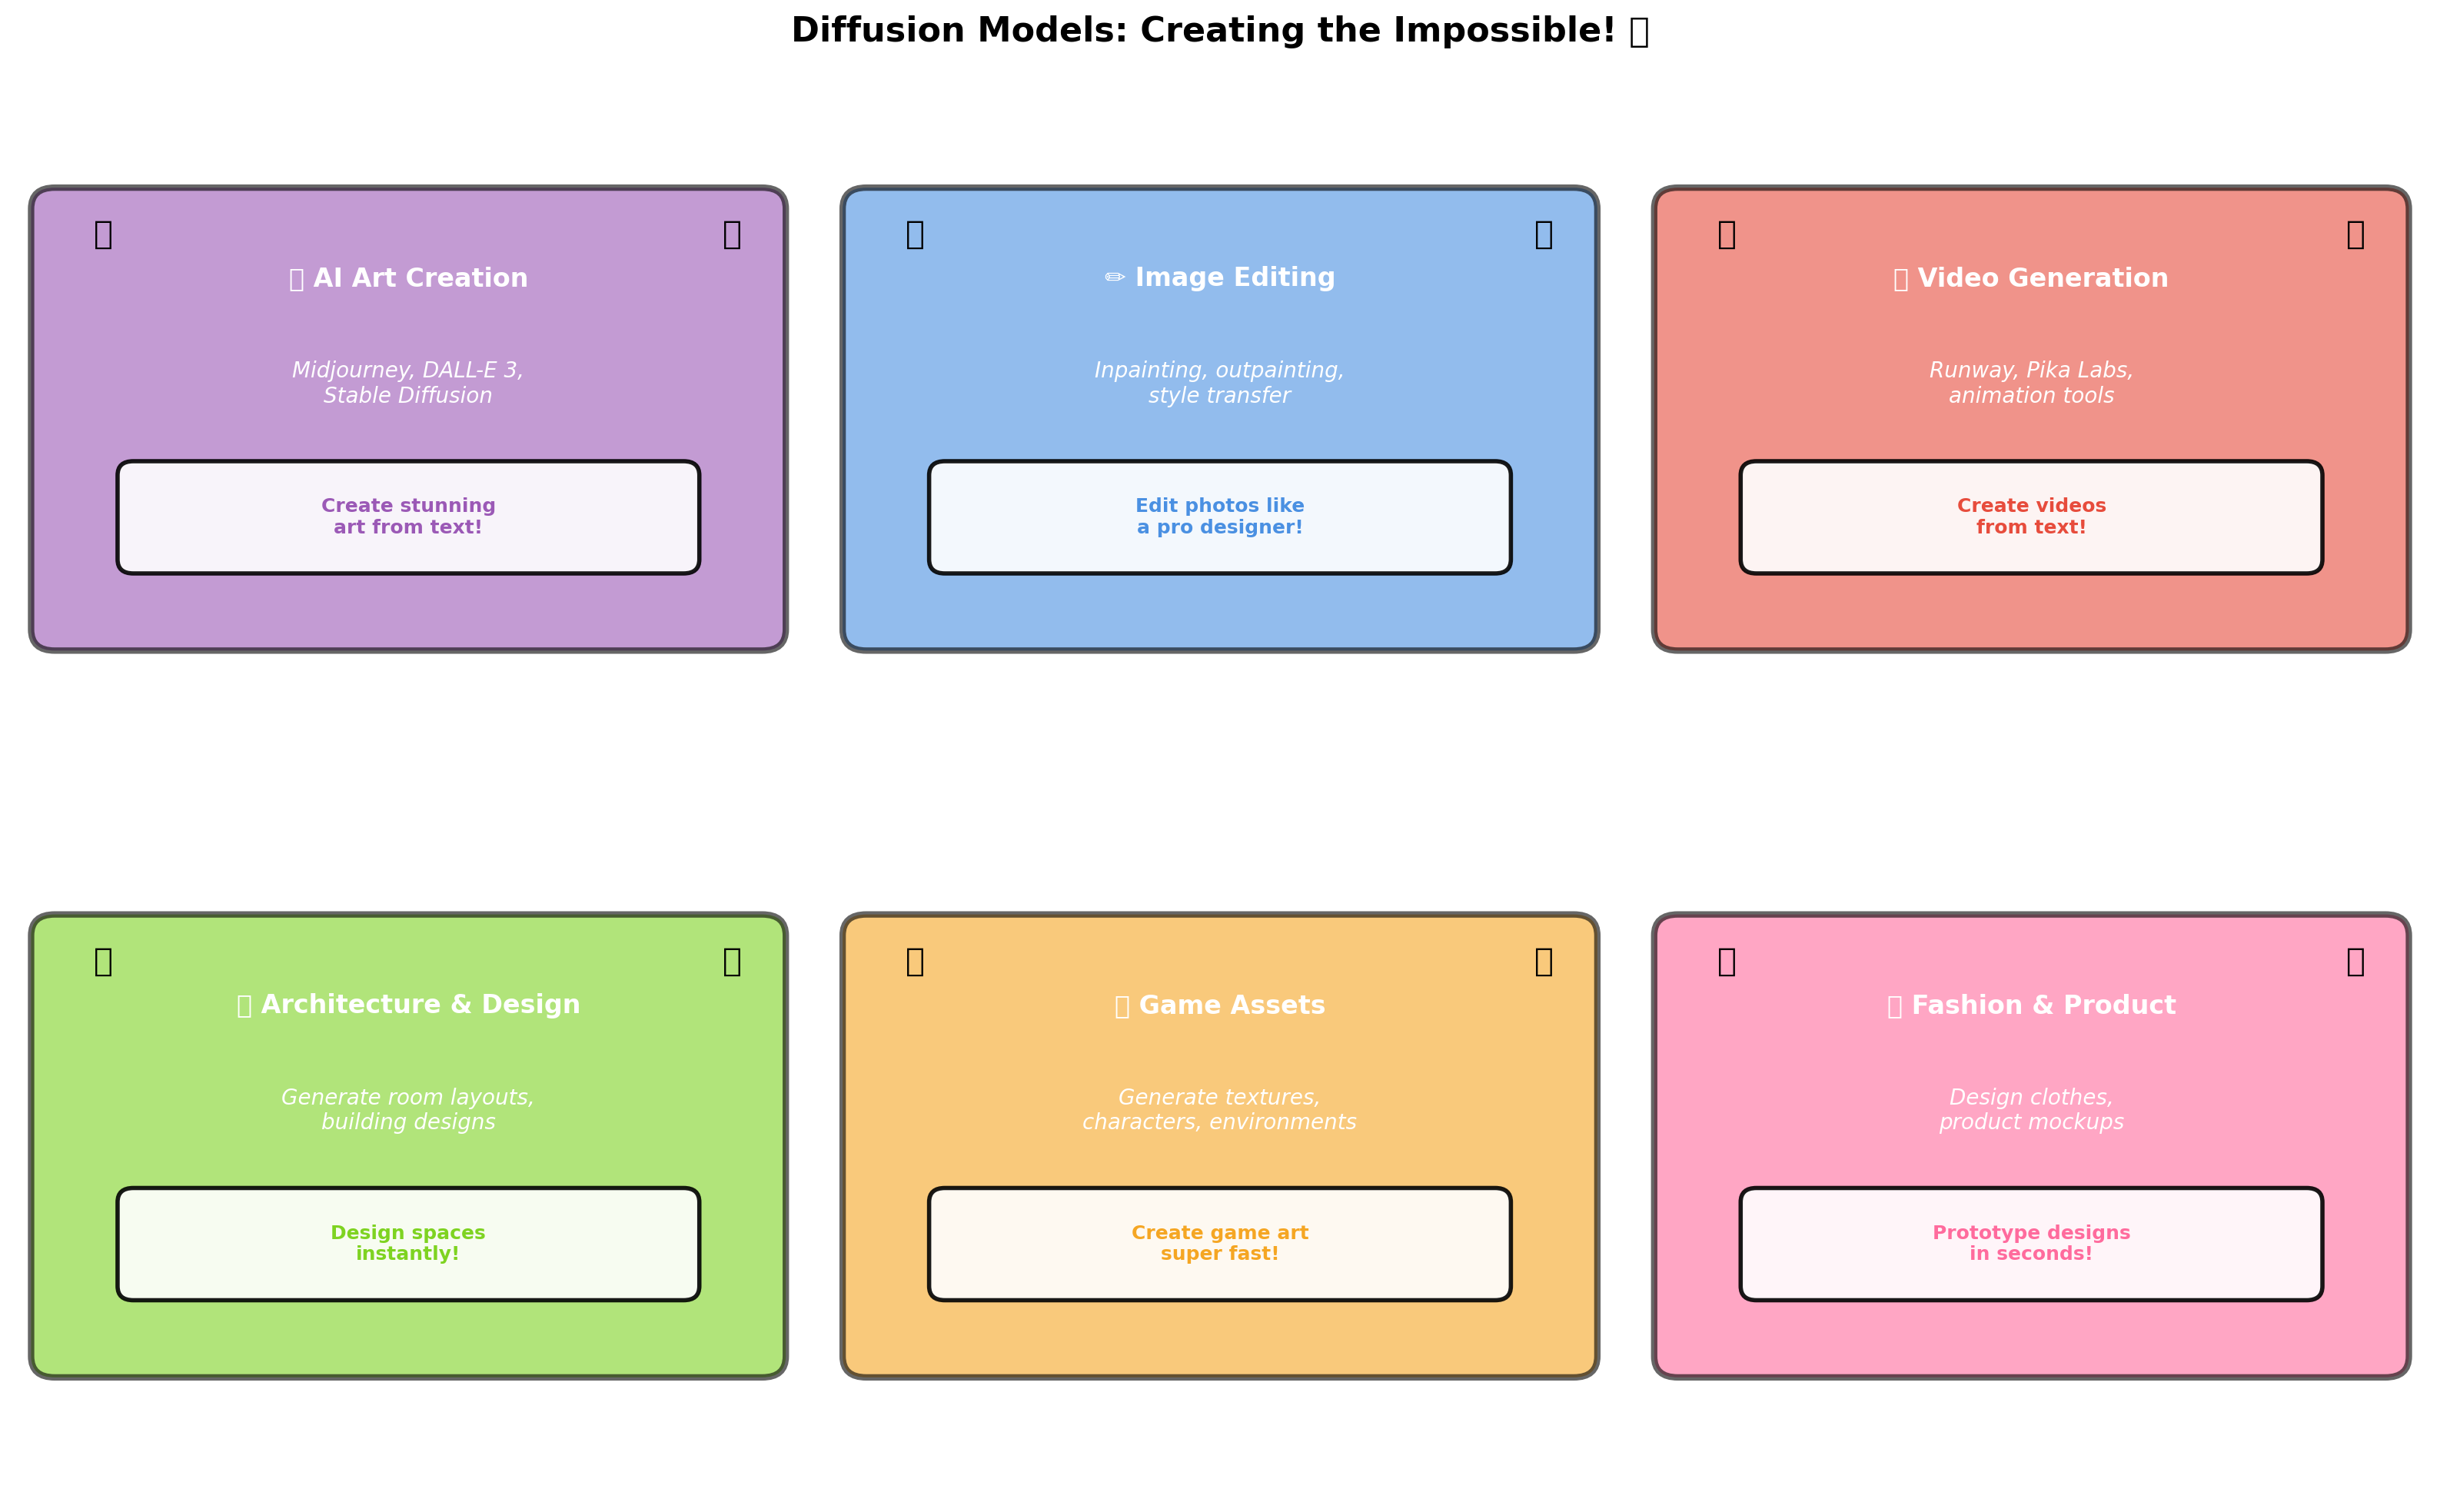 Diffusion Models: Creating the Impossible!
AI Art Creation
Midjourney, DALL-E 3,
Stable Diffusion
Create stunning
art from text!
✏ Image Editing
Inpainting, outpainting,
style transfer
Edit photos like
a pro designer!
Video Generation
Runway, Pika Labs,
animation tools
Create videos
from text!
Architecture & Design
Generate room layouts,
building designs
Design spaces
instantly!
Game Assets
Generate textures,
characters, environments
Create game art
super fast!
Fashion & Product
Design clothes,
product mockups
Prototype designs
in seconds!